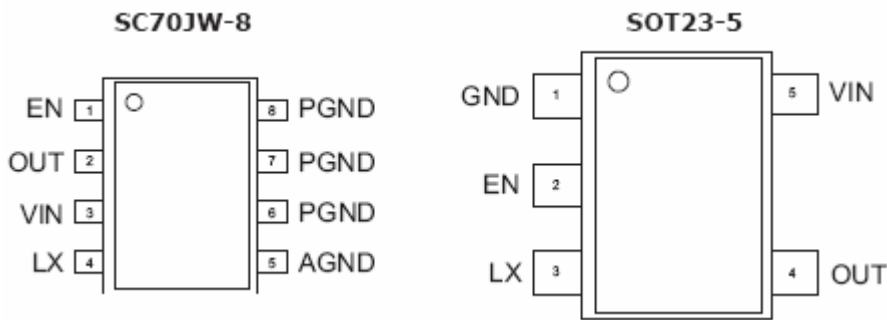 SC70JW-8
EN 1 8 PGND
OUT 2 7 PGND
VIN 3 6 PGND
LX 4 5 AGND
SOT23-5
GND 1 5 VIN
EN 2
LX 3 4 OUT